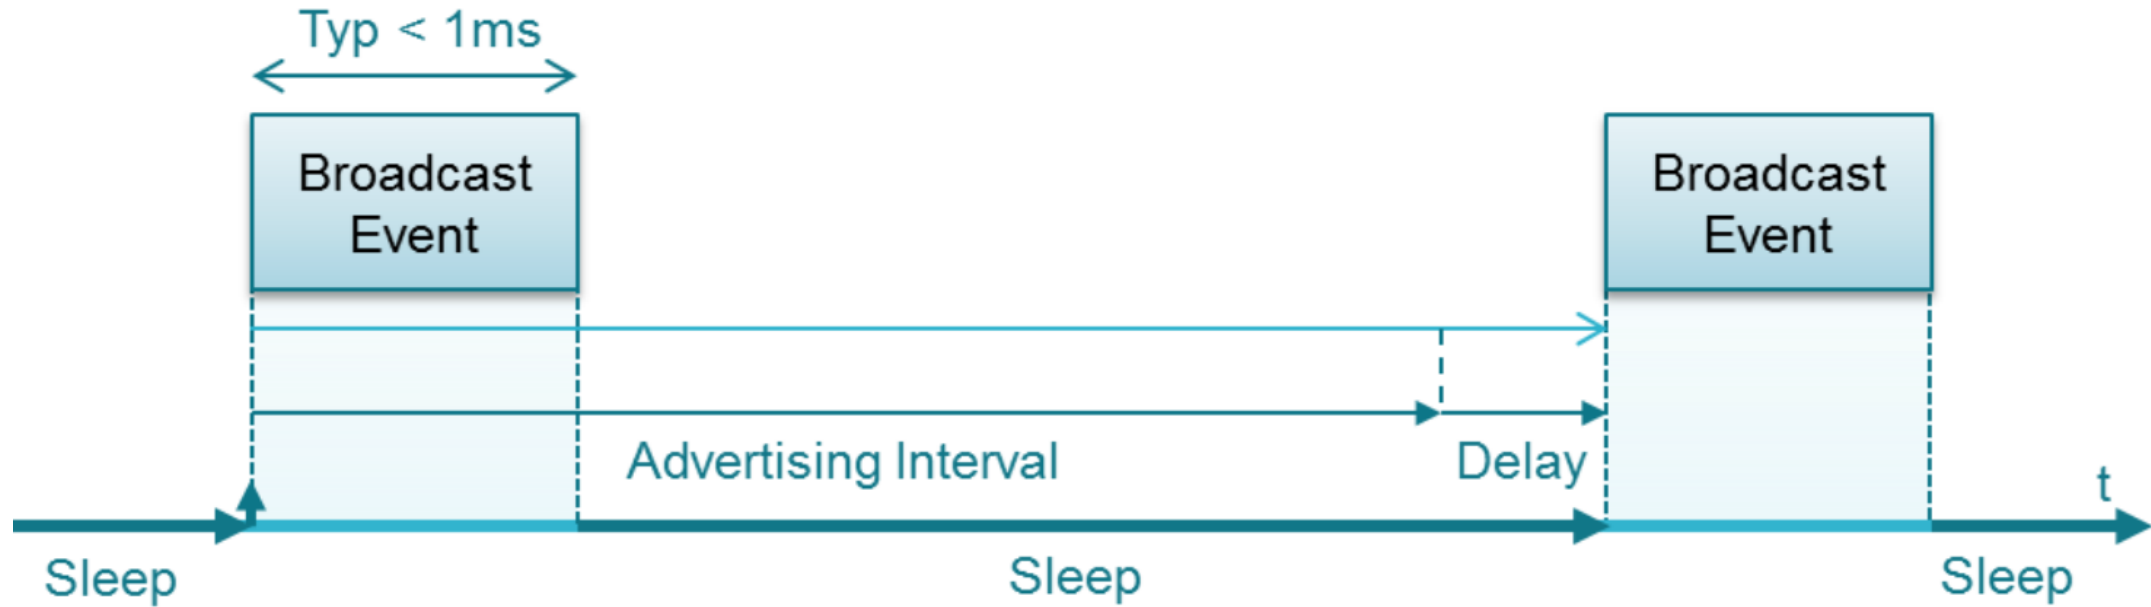 Typ < 1ms
Broadcast
Event
Broadcast
Event
Advertising Interval
Delay
t
Sleep
Sleep
Sleep